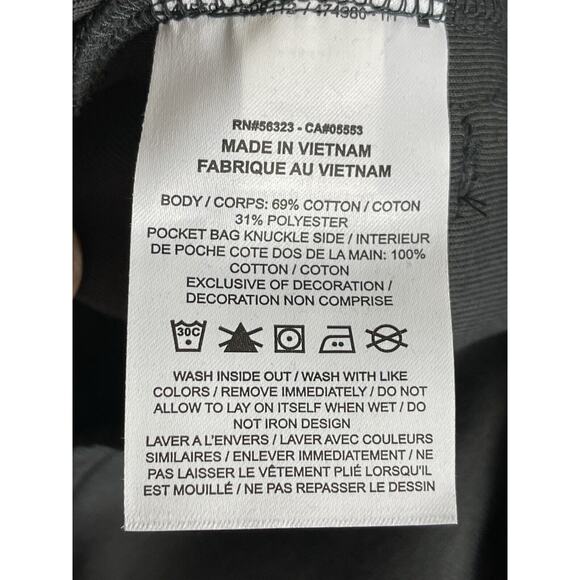 RN#56323 - CA#05553
MADE IN VIETNAM
FABRIQUE AU VIETNAM
BODY / CORPS: 69% COTTON / COTON
31% POLYESTER
POCKET BAG KNUCKLE SIDE / INTERIEUR
DE POCHE COTE DOS DE LA MAIN: 100%
COTTON / COTON
EXCLUSIVE OF DECORATION /
DECORATION NON COMPRISE
30C
WASH INSIDE OUT / WASH WITH LIKE
COLORS / REMOVE IMMEDIATELY / DO NOT
ALLOW TO LAY ON ITSELF WHEN WET / DO
NOT IRON DESIGN
LAVER A L'ENVERS / LAVER AVEC COULEURS
SIMILAIRES / ENLEVER IMMEDIATEMENT / NE
PAS LAISSER LE VÊTEMENT PLIÉ LORSQU'IL
EST MOUILLÉ / NE PAS REPASSER LE DESSIN